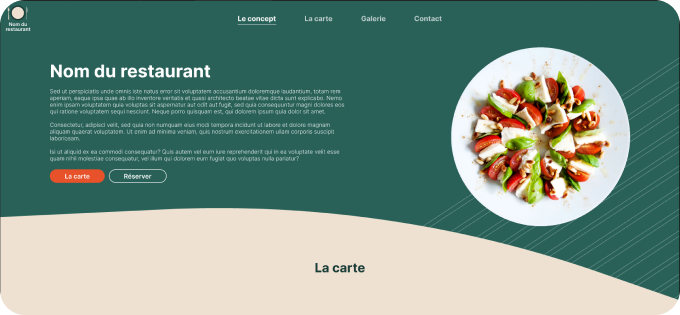 Nom du
restaurant
Le concept
La carte
Galerie
Contact
Nom du restaurant
Sed ut perspiciatis unde omnis iste natus error sit voluptatem accusantium doloremque laudantium, totam rem
aperiam, eaque ipsa quae ab illo inventore veritatis et quasi architecto beatae vitae dicta sunt explicabo. Nemo
enim ipsam voluptatem quia voluptas sit aspernatur aut odit aut fugit, sed quia consequuntur magni dolores eos
qui ratione voluptatem sequi nesciunt. Neque porro quisquam est, qui dolorem ipsum quia dolor sit amet.
Consectetur, adipisci velit, sed quia non numquam eius modi tempora incidunt ut labore et dolore magnam
aliquam quaerat voluptatem. Ut enim ad minima veniam, quis nostrum exercitationem ullam corporis suscipit
laboriosam.
Isi ut aliquid ex ea commodi consequatur? Quis autem vel eum iure reprehenderit qui in ea voluptate velit esse
quam nihil molestiae consequatur, vel illum qui dolorem eum fugiat quo voluptas nulla pariatur?
La carte
Réserver
La carte